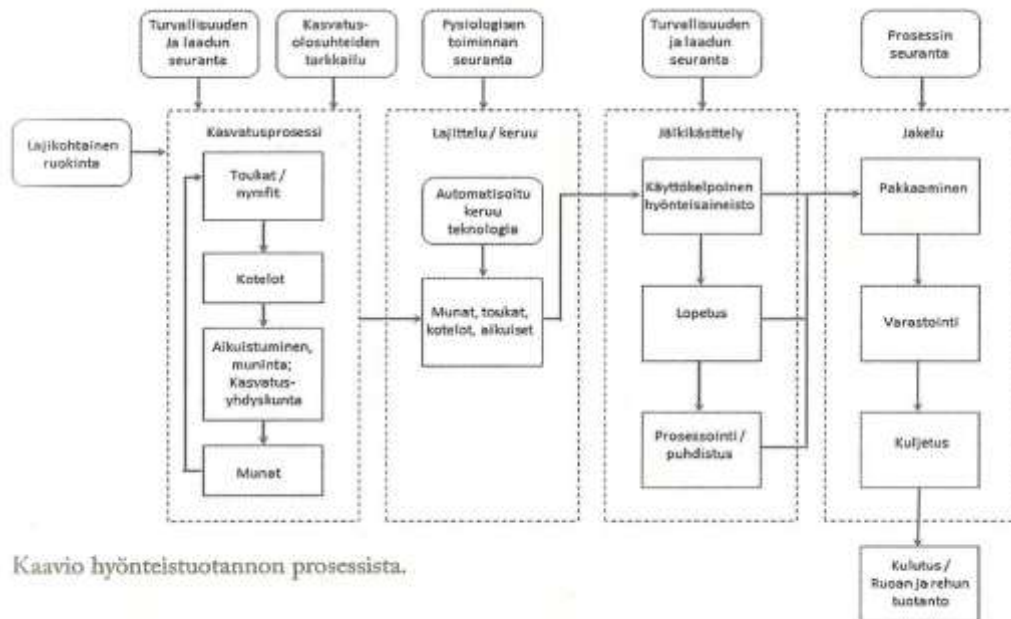 Turvallisuuden
ja laadun
seuranta
Kasvatus-
olosuhteiden
tarkkailu
Pysiologisen
toiminnan
seuranta
Turvallisuuden
ja laadun
seuranta
Prosessin
seuranta
Lajikohtainen
ruokinta
Kasvatusprosessi
Toukat /
nymfit
Kotelot
Aikuistuminen,
muninta;
Kasvatus-
yhdyskunta
Munat
Lajittelu / keruu
Automatisoitu
keruu
teknologia
Munat, toukat,
kotelot, aikuiset
Jälkikäsittely
Käyttökelpoinen
hyönteisaineisto
Lopetus
Prosessointi /
puhdistus
Jakelu
Pakkaaminen
Varastointi
Kuljetus
Kulutus /
Ruoan ja rehun
tuotanto
Kaavio hyönteistuotannon prosessista.